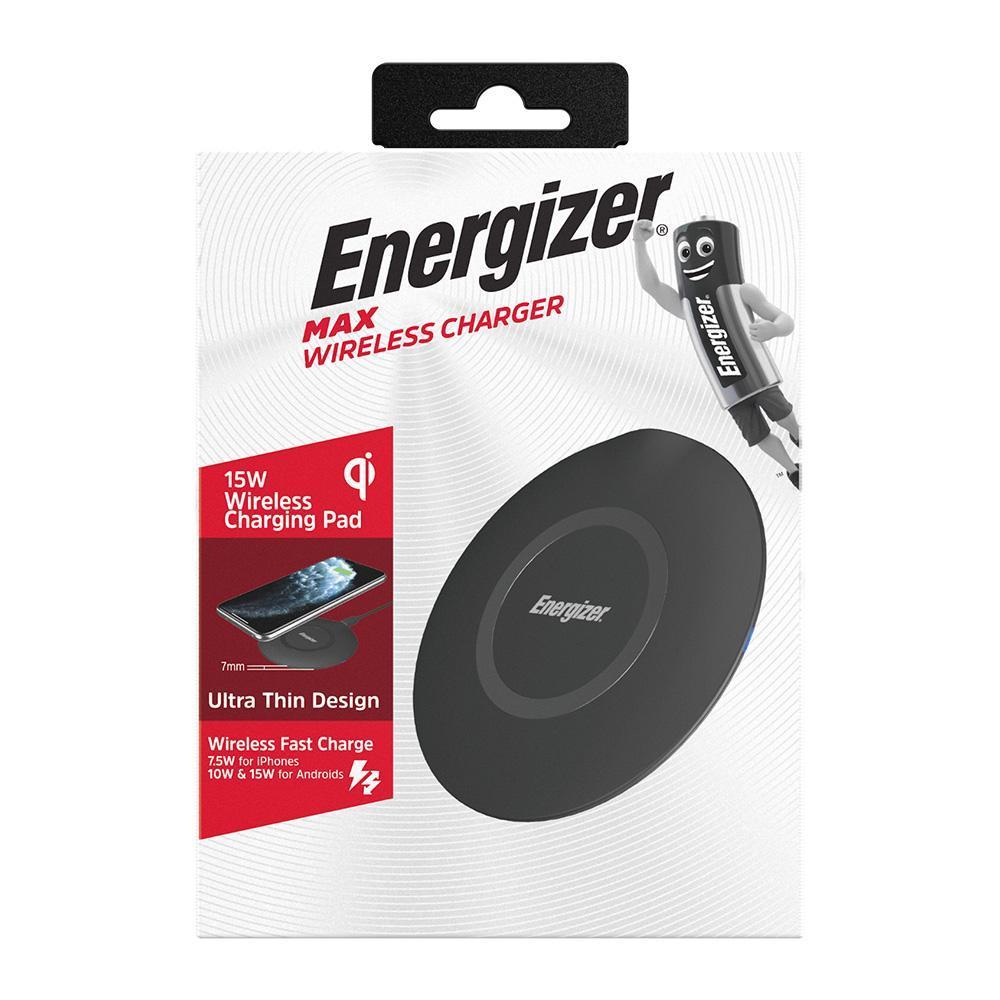 Energizer®
MAX
WIRELESS CHARGER
Energizer®
TM
15W
Wireless
Charging Pad
qi
Energizer
7mm
Ultra Thin Design
Wireless Fast Charge
7.5W for iPhones
10W & 15W for Androids
Energizer